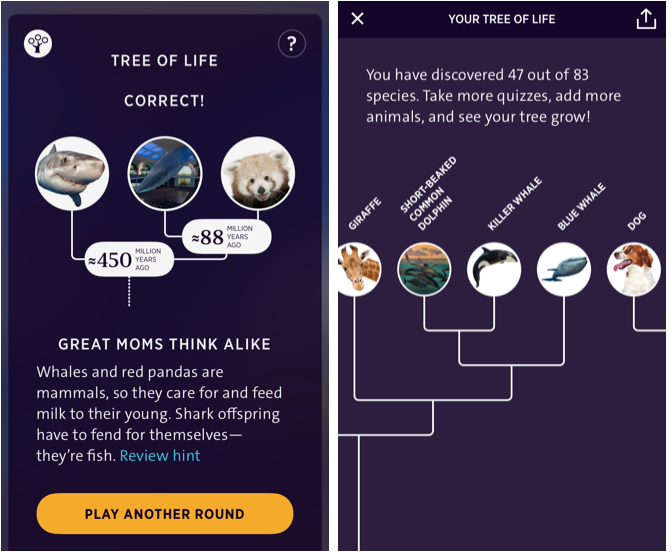 TREE OF LIFE
?
CORRECT!
≈88 MILLION
YEARS
AGO
≈450 MILLION
YEARS
AGO
GREAT MOMS THINK ALIKE
Whales and red pandas are
mammals, so they care for and feed
milk to their young. Shark offspring
have to fend for themselves—
they're fish. Review hint
PLAY ANOTHER ROUND
YOUR TREE OF LIFE
You have discovered 47 out of 83
species. Take more quizzes, add more
animals, and see your tree grow!
GIRAFFE
SHORT-BEAKED
COMMON
DOLPHIN
KILLER WHALE
BLUE WHALE
DOG